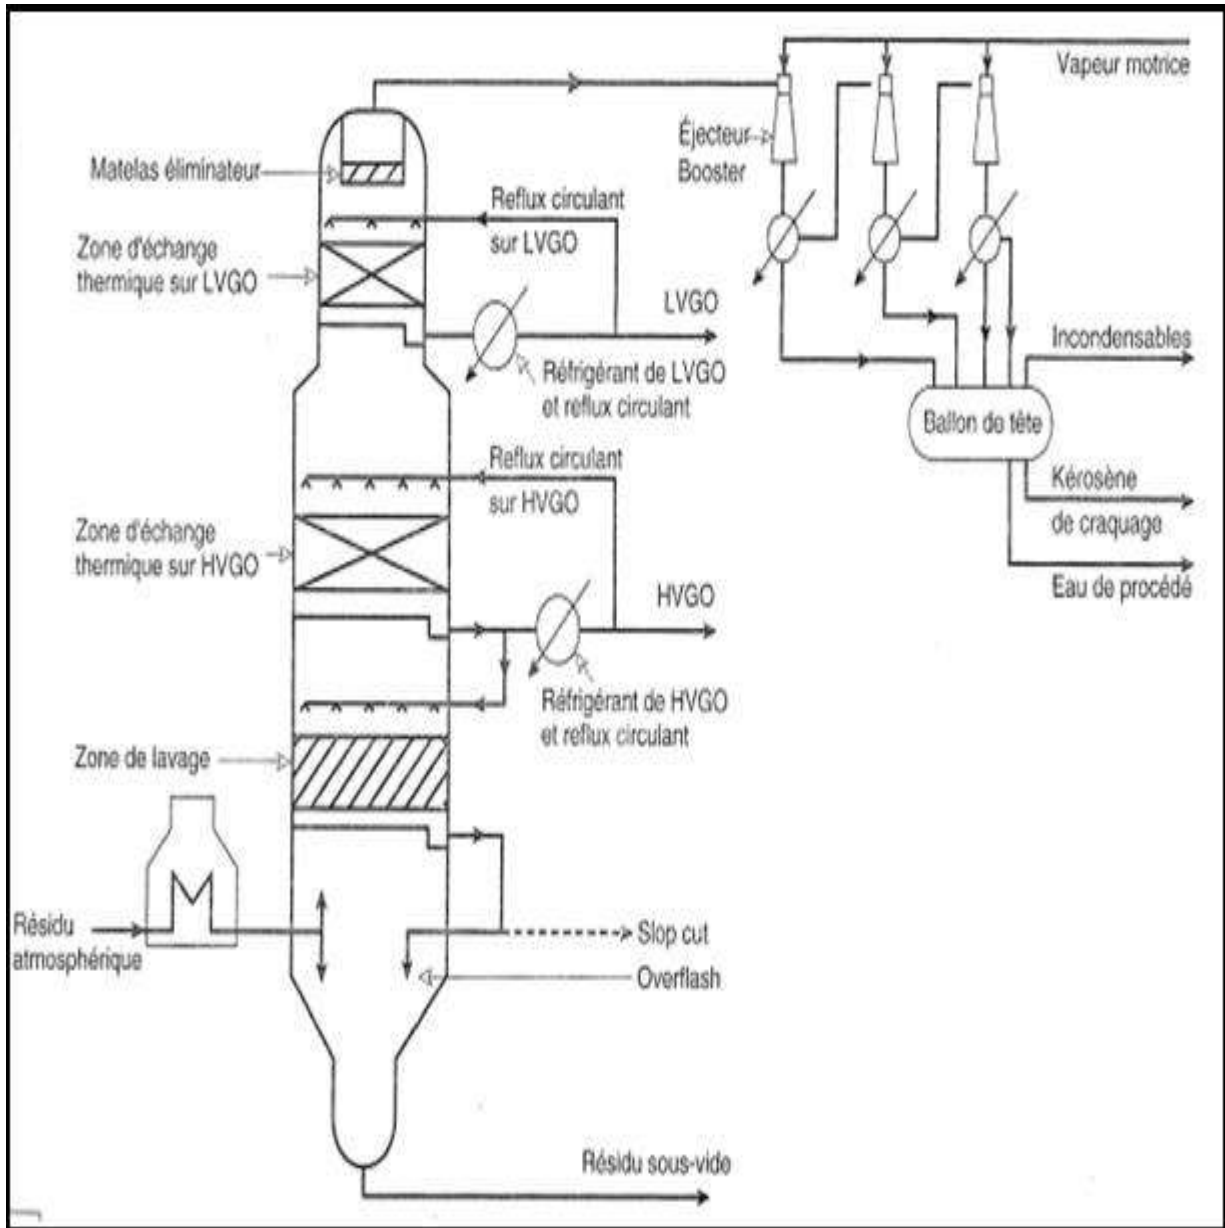 Vapeur motrice
Éjecteur
Booster
Matelas éliminateur
Reflux circulant
sur LVGO
Zone d'échange
thermique sur LVGO
LVGO
Réfrigérant de LVGO
et reflux circulant
Incondensables
Ballon de tête
Kérosène
de craquage
Eau de procédé
Reflux circulant
sur HVGO
Zone d'échange
thermique sur HVGO
HVGO
Réfrigérant de HVGO
et reflux circulant
Zone de lavage
Résidu
atmosphérique
Slop cut
Overflash
Résidu sous-vide